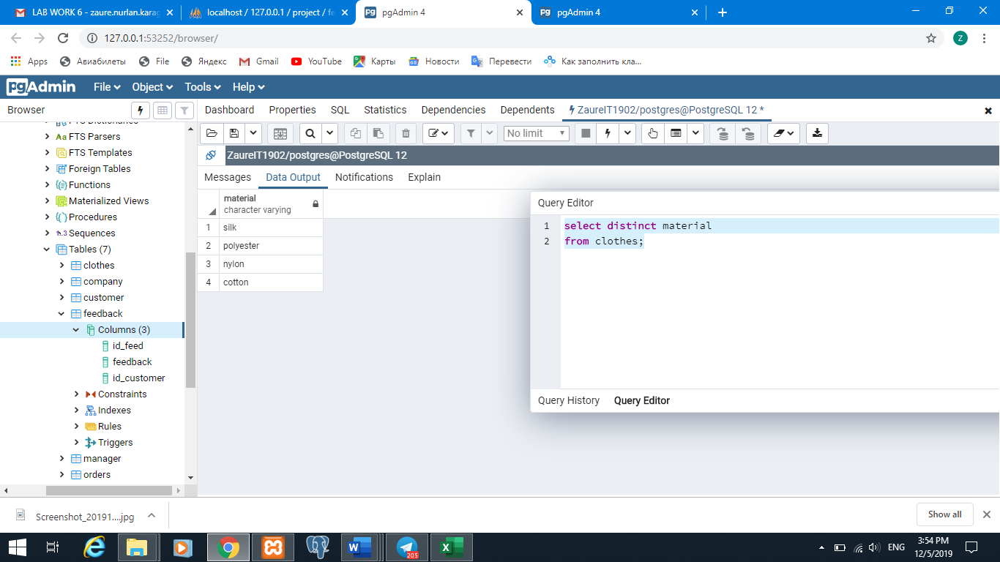 LAB WORK 6 - zaure.nurlan.karag
localhost / 127.0.0.1 / project / fe
pgAdmin 4
pgAdmin 4
127.0.0.1:53252/browser/
Z
Apps
Авиабилеты
File
Яндекс
Gmail
YouTube
Карты
Новости
Перевести
Как заполнить кла...
pgAdmin
File
Object
Tools
Help
Browser
Dashboard
Properties
SQL
Statistics
Dependencies
Dependents
ZaureIT1902/postgres@PostgreSQL 12 *
FTS Dictionaries
FTS Parsers
FTS Templates
Foreign Tables
Functions
Materialized Views
Procedures
Sequences
Tables (7)
clothes
company
customer
feedback
Columns (3)
id_feed
feedback
id_customer
Constraints
Indexes
Rules
Triggers
manager
orders
No limit
ZaureIT1902/postgres@PostgreSQL 12
Messages
Data Output
Notifications
Explain
material
character varying
1 silk
2 polyester
3 nylon
4 cotton
Query Editor
1 select distinct material
2 from clothes;
Query History
Query Editor
Screenshot_20191....jpg
Show all
205
ENG
3:54 PM
12/5/2019